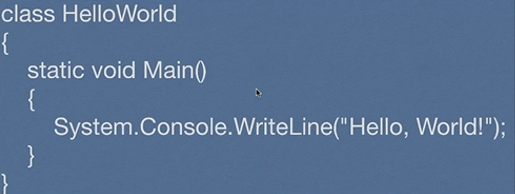 class HelloWorld
{
static void Main()
{
System.Console.WriteLine("Hello, World!");
}
}